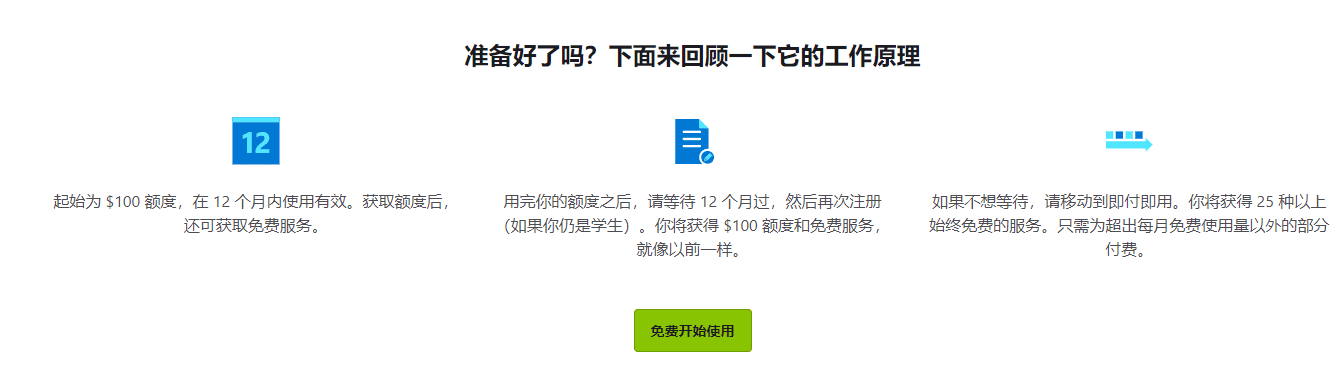 准备好了吗？下面来回顾一下它的工作原理
12
起始为 $100 额度，在 12 个月内使用有效。获取额度后，
还可获取免费服务。
用完你的额度之后，请等待 12 个月过，然后再次注册
（如果你仍是学生）。你将获得 $100 额度和免费服务，
就像以前一样。
如果不想等待，请移动到即付即用。你将获得 25 种以上
始终免费的服务。只需为超出每月免费使用量以外的部分
付费。
免费开始使用